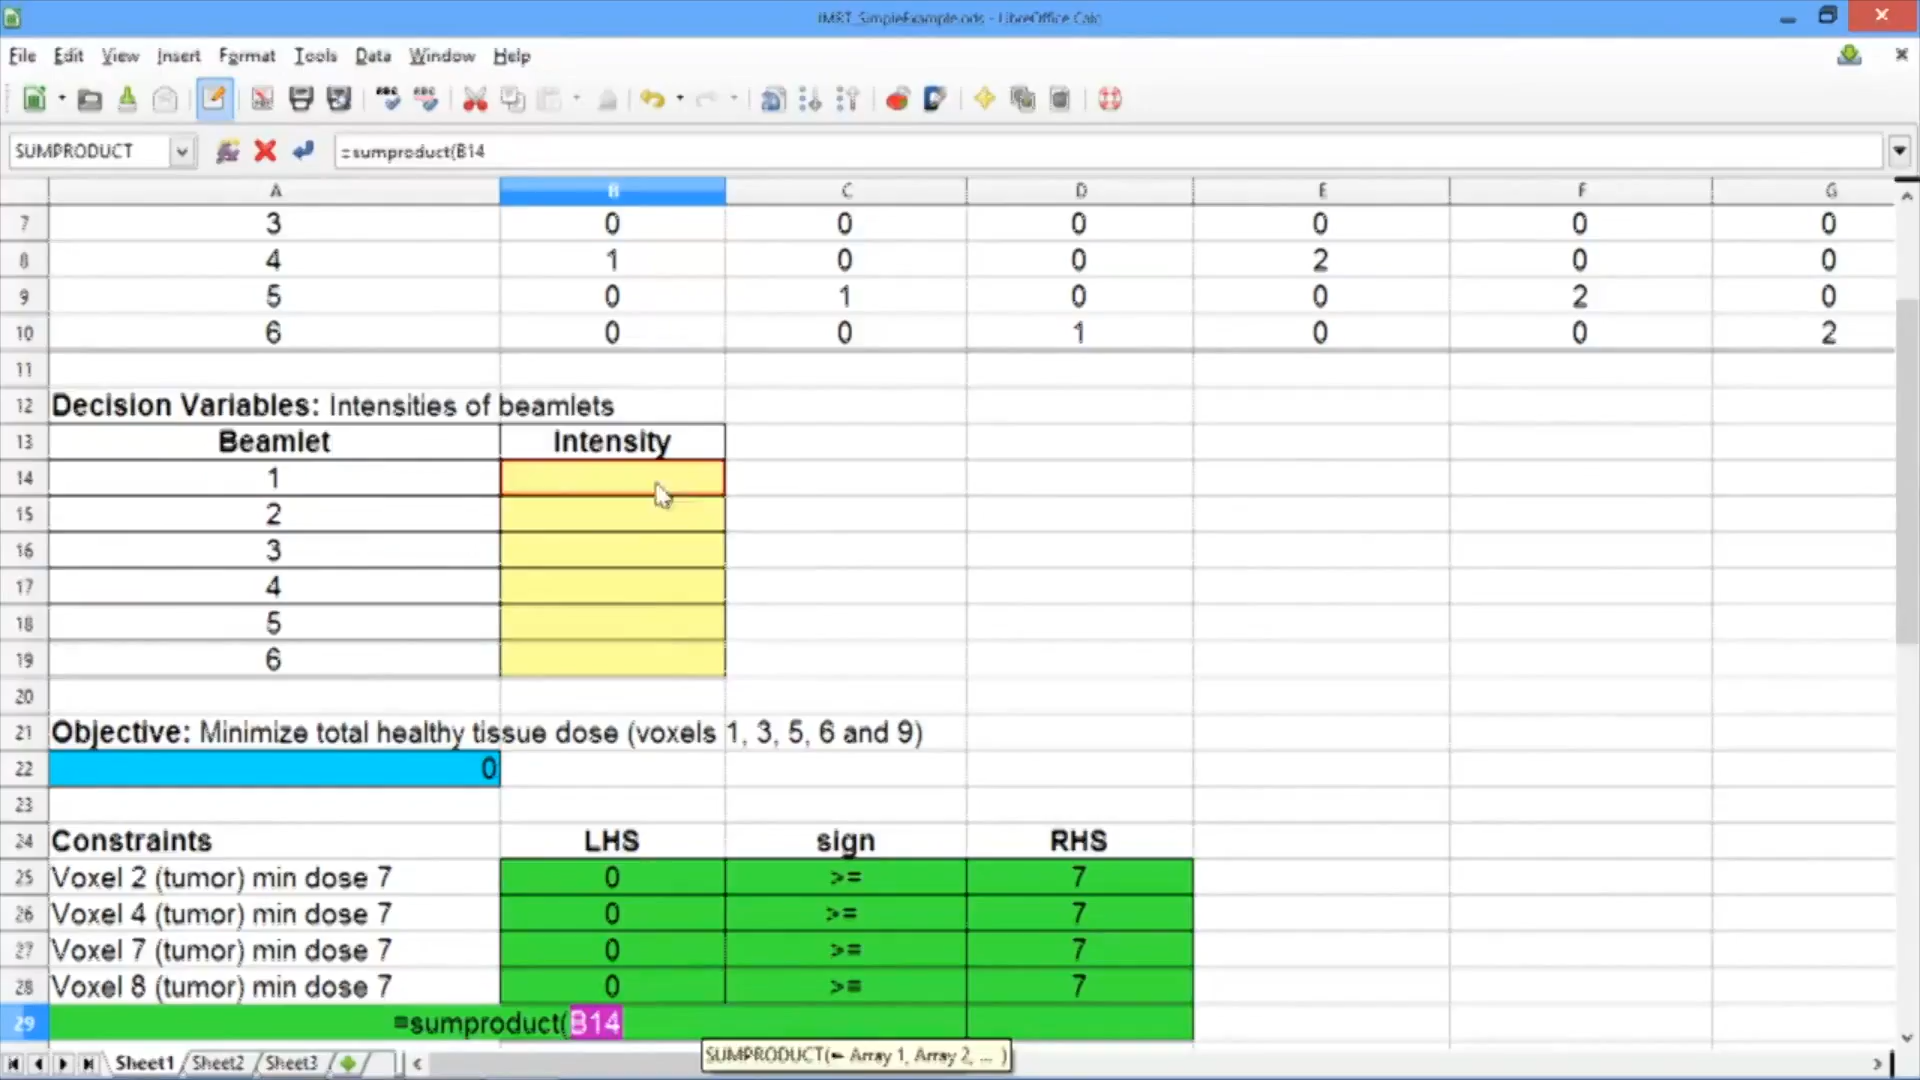 IMRT_SimpleExample.ods - LibreOffice Calc
File Edit View Insert Format Tools Data Window Help
SUMPRODUCT =sumproduct(B14
A B C D E F G
7 3 0 0 0 0 0 0
8 4 1 0 0 2 0 0
9 5 0 1 0 0 2 0
10 6 0 0 1 0 0 2
11
12 Decision Variables: Intensities of beamlets
13 Beamlet Intensity
14 1
15 2
16 3
17 4
18 5
19 6
20
21 Objective: Minimize total healthy tissue dose (voxels 1, 3, 5, 6 and 9)
22 0
23
24 Constraints LHS sign RHS
25 Voxel 2 (tumor) min dose 7 0 >= 7
26 Voxel 4 (tumor) min dose 7 0 >= 7
27 Voxel 7 (tumor) min dose 7 0 >= 7
28 Voxel 8 (tumor) min dose 7 0 >= 7
29 =sumproduct(B14
SUMPRODUCT( Array 1, Array 2, ... )
Sheet1 Sheet2 Sheet3